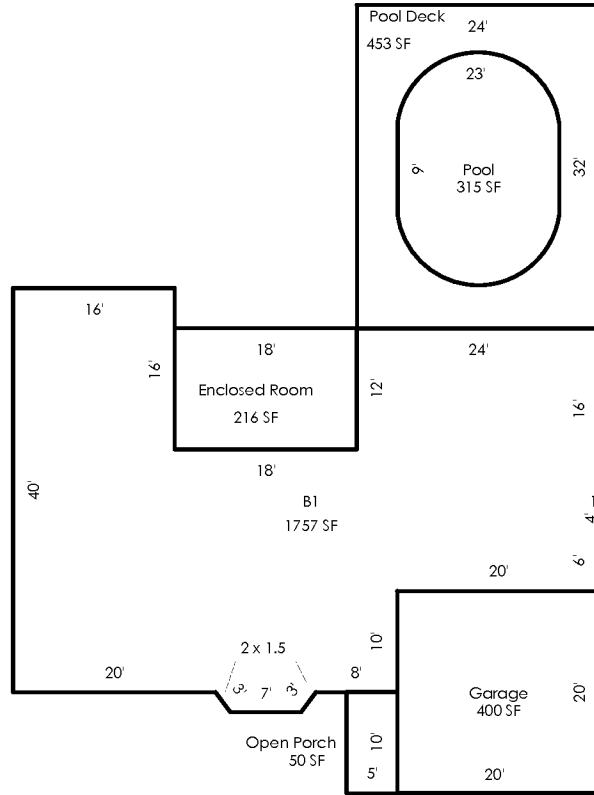 Pool Deck
24'
453 SF
23'
9'
Pool
315 SF
32'
16'
18'
24'
16'
Enclosed Room
216 SF
12'
16'
18'
40'
B1
1757 SF
4'
6'
20'
2 x 1.5
10'
20'
3'
7'
3'
8'
Garage
400 SF
20'
Open Porch
50 SF
10'
5'
20'